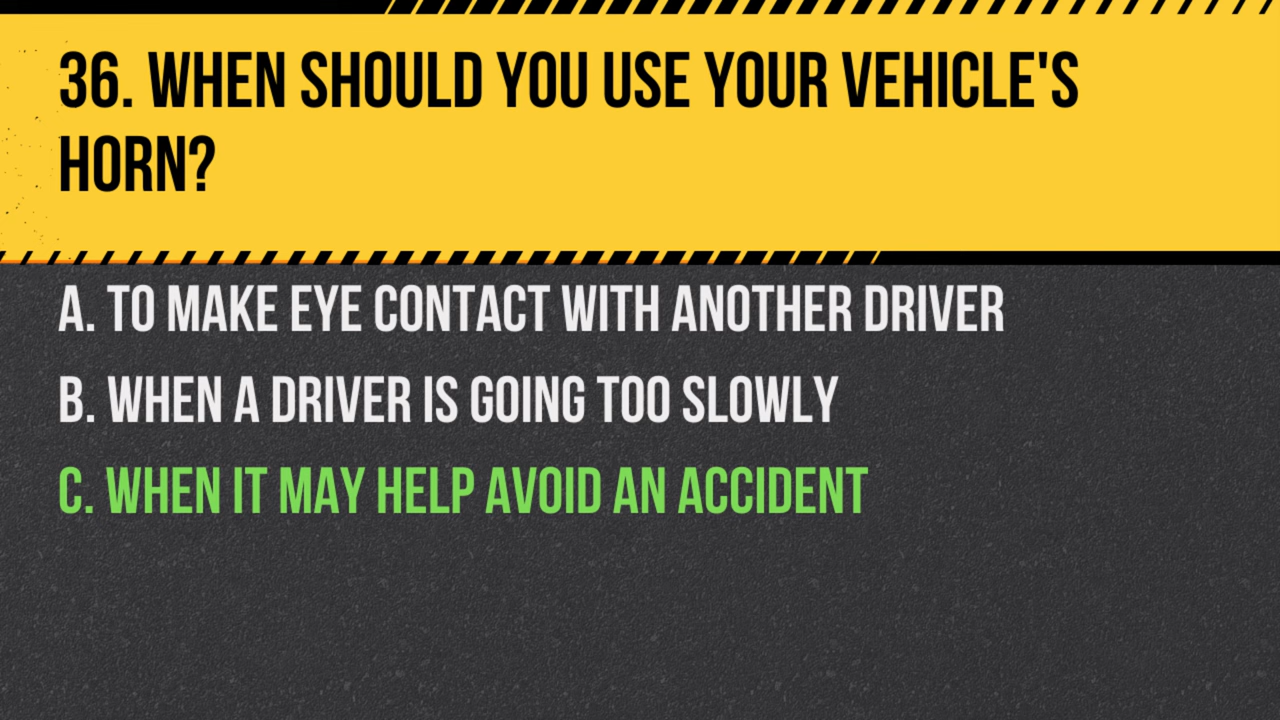 36. WHEN SHOULD YOU USE YOUR VEHICLE'S
HORN?
A. TO MAKE EYE CONTACT WITH ANOTHER DRIVER
B. WHEN A DRIVER IS GOING TOO SLOWLY
C. WHEN IT MAY HELP AVOID AN ACCIDENT